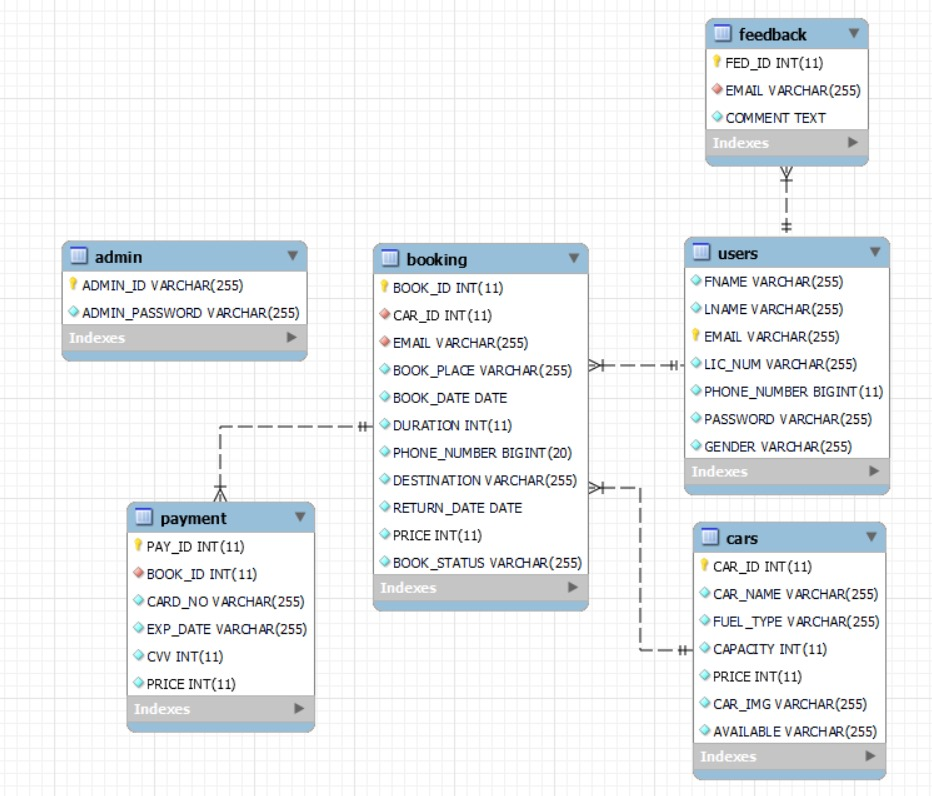 feedback
FED_ID INT(11)
EMAIL VARCHAR(255)
COMMENT TEXT
Indexes
admin
ADMIN_ID VARCHAR(255)
ADMIN_PASSWORD VARCHAR(255)
Indexes
booking
BOOK_ID INT(11)
CAR_ID INT(11)
EMAIL VARCHAR(255)
BOOK_PLACE VARCHAR(255)
BOOK_DATE DATE
DURATION INT(11)
PHONE_NUMBER BIGINT(20)
DESTINATION VARCHAR(255)
RETURN_DATE DATE
PRICE INT(11)
BOOK_STATUS VARCHAR(255)
Indexes
users
FNAME VARCHAR(255)
LNAME VARCHAR(255)
EMAIL VARCHAR(255)
LIC_NUM VARCHAR(255)
PHONE_NUMBER BIGINT(11)
PASSWORD VARCHAR(255)
GENDER VARCHAR(255)
Indexes
payment
PAY_ID INT(11)
BOOK_ID INT(11)
CARD_NO VARCHAR(255)
EXP_DATE VARCHAR(255)
CVV INT(11)
PRICE INT(11)
Indexes
cars
CAR_ID INT(11)
CAR_NAME VARCHAR(255)
FUEL_TYPE VARCHAR(255)
CAPACITY INT(11)
PRICE INT(11)
CAR_IMG VARCHAR(255)
AVAILABLE VARCHAR(255)
Indexes